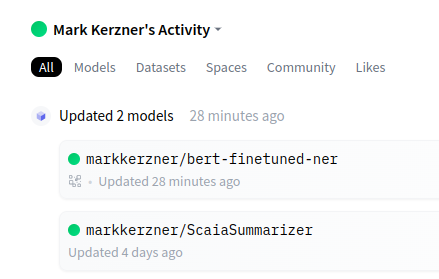 Mark Kerzner's Activity
All Models Datasets Spaces Community Likes
Updated 2 models 28 minutes ago
markkerzner/bert-finetuned-ner
• Updated 28 minutes ago
markkerzner/ScaiaSummarizer
Updated 4 days ago